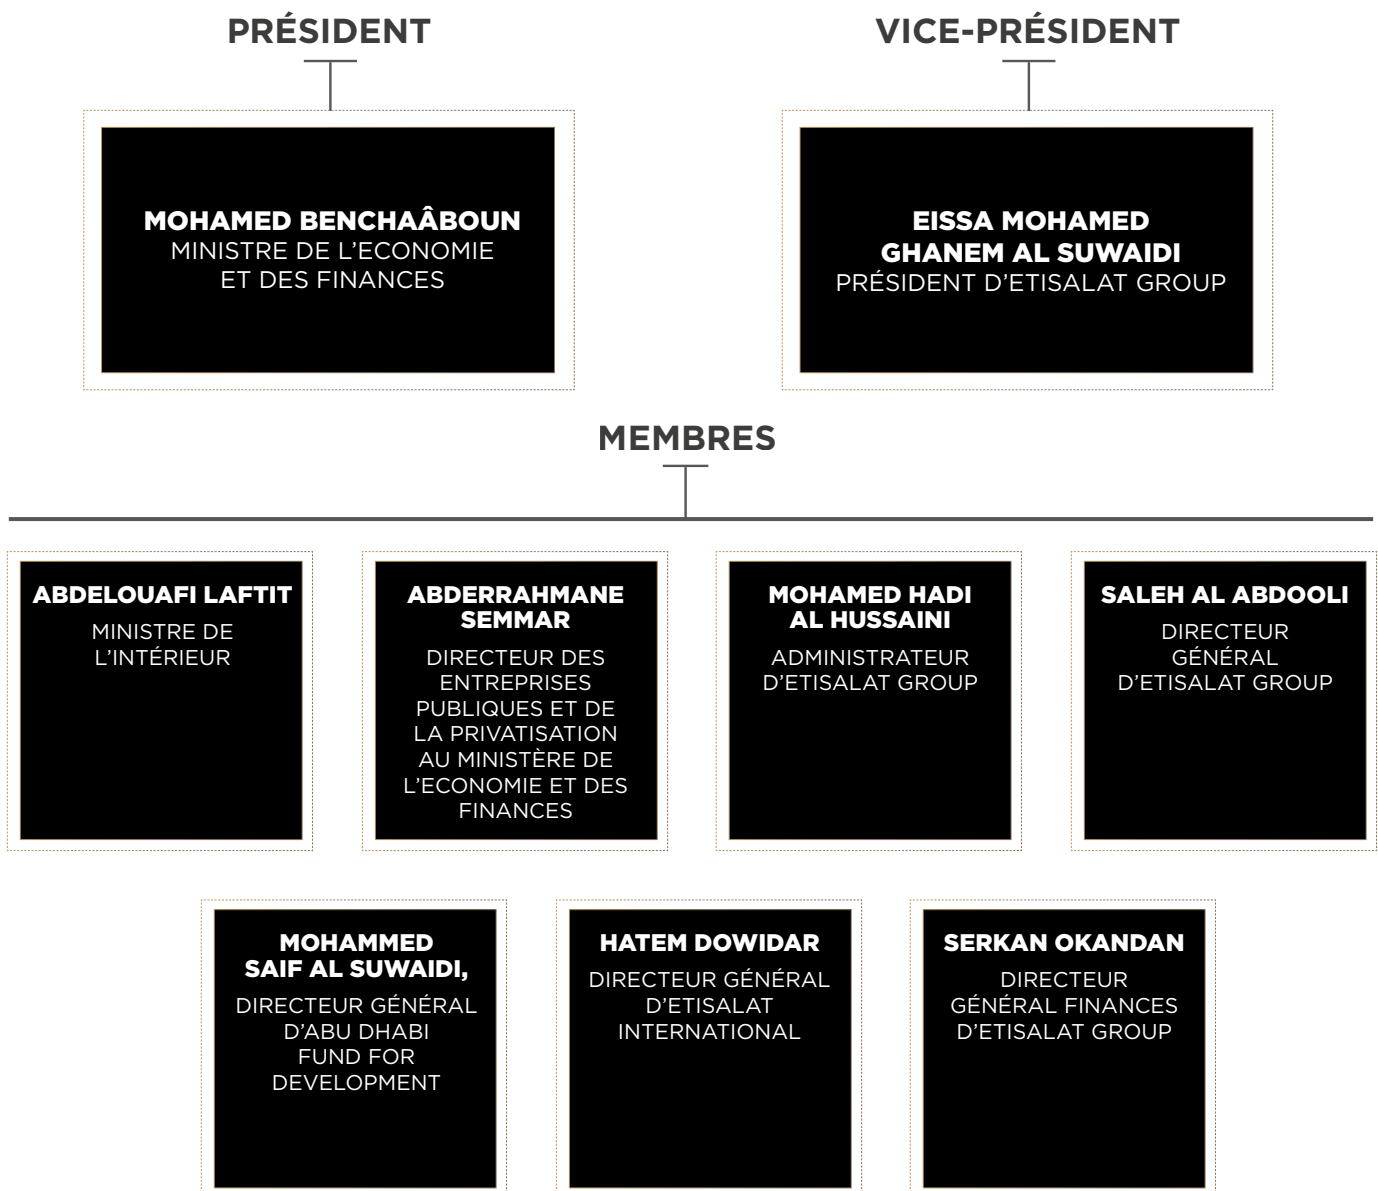 PRÉSIDENT
VICE-PRÉSIDENT
MOHAMED BENCHAÂBOUN
MINISTRE DE L’ECONOMIE
ET DES FINANCES
EISSA MOHAMED
GHANEM AL SUWAIDI
PRÉSIDENT D’ETISALAT GROUP
MEMBRES
ABDELOUAFI LAFTIT
MINISTRE DE
L’INTÉRIEUR
ABDERRAHMANE
SEMMAR
DIRECTEUR DES
ENTREPRISES
PUBLIQUES ET DE
LA PRIVATISATION
AU MINISTÈRE DE
L’ECONOMIE ET DES
FINANCES
MOHAMED HADI
AL HUSSAINI
ADMINISTRATEUR
D’ETISALAT GROUP
SALEH AL ABDOOLI
DIRECTEUR
GÉNÉRAL
D’ETISALAT GROUP
MOHAMMED
SAIF AL SUWAIDI,
DIRECTEUR GÉNÉRAL
D’ABU DHABI
FUND FOR
DEVELOPMENT
HATEM DOWIDAR
DIRECTEUR GÉNÉRAL
D’ETISALAT
INTERNATIONAL
SERKAN OKANDAN
DIRECTEUR
GÉNÉRAL FINANCES
D’ETISALAT GROUP